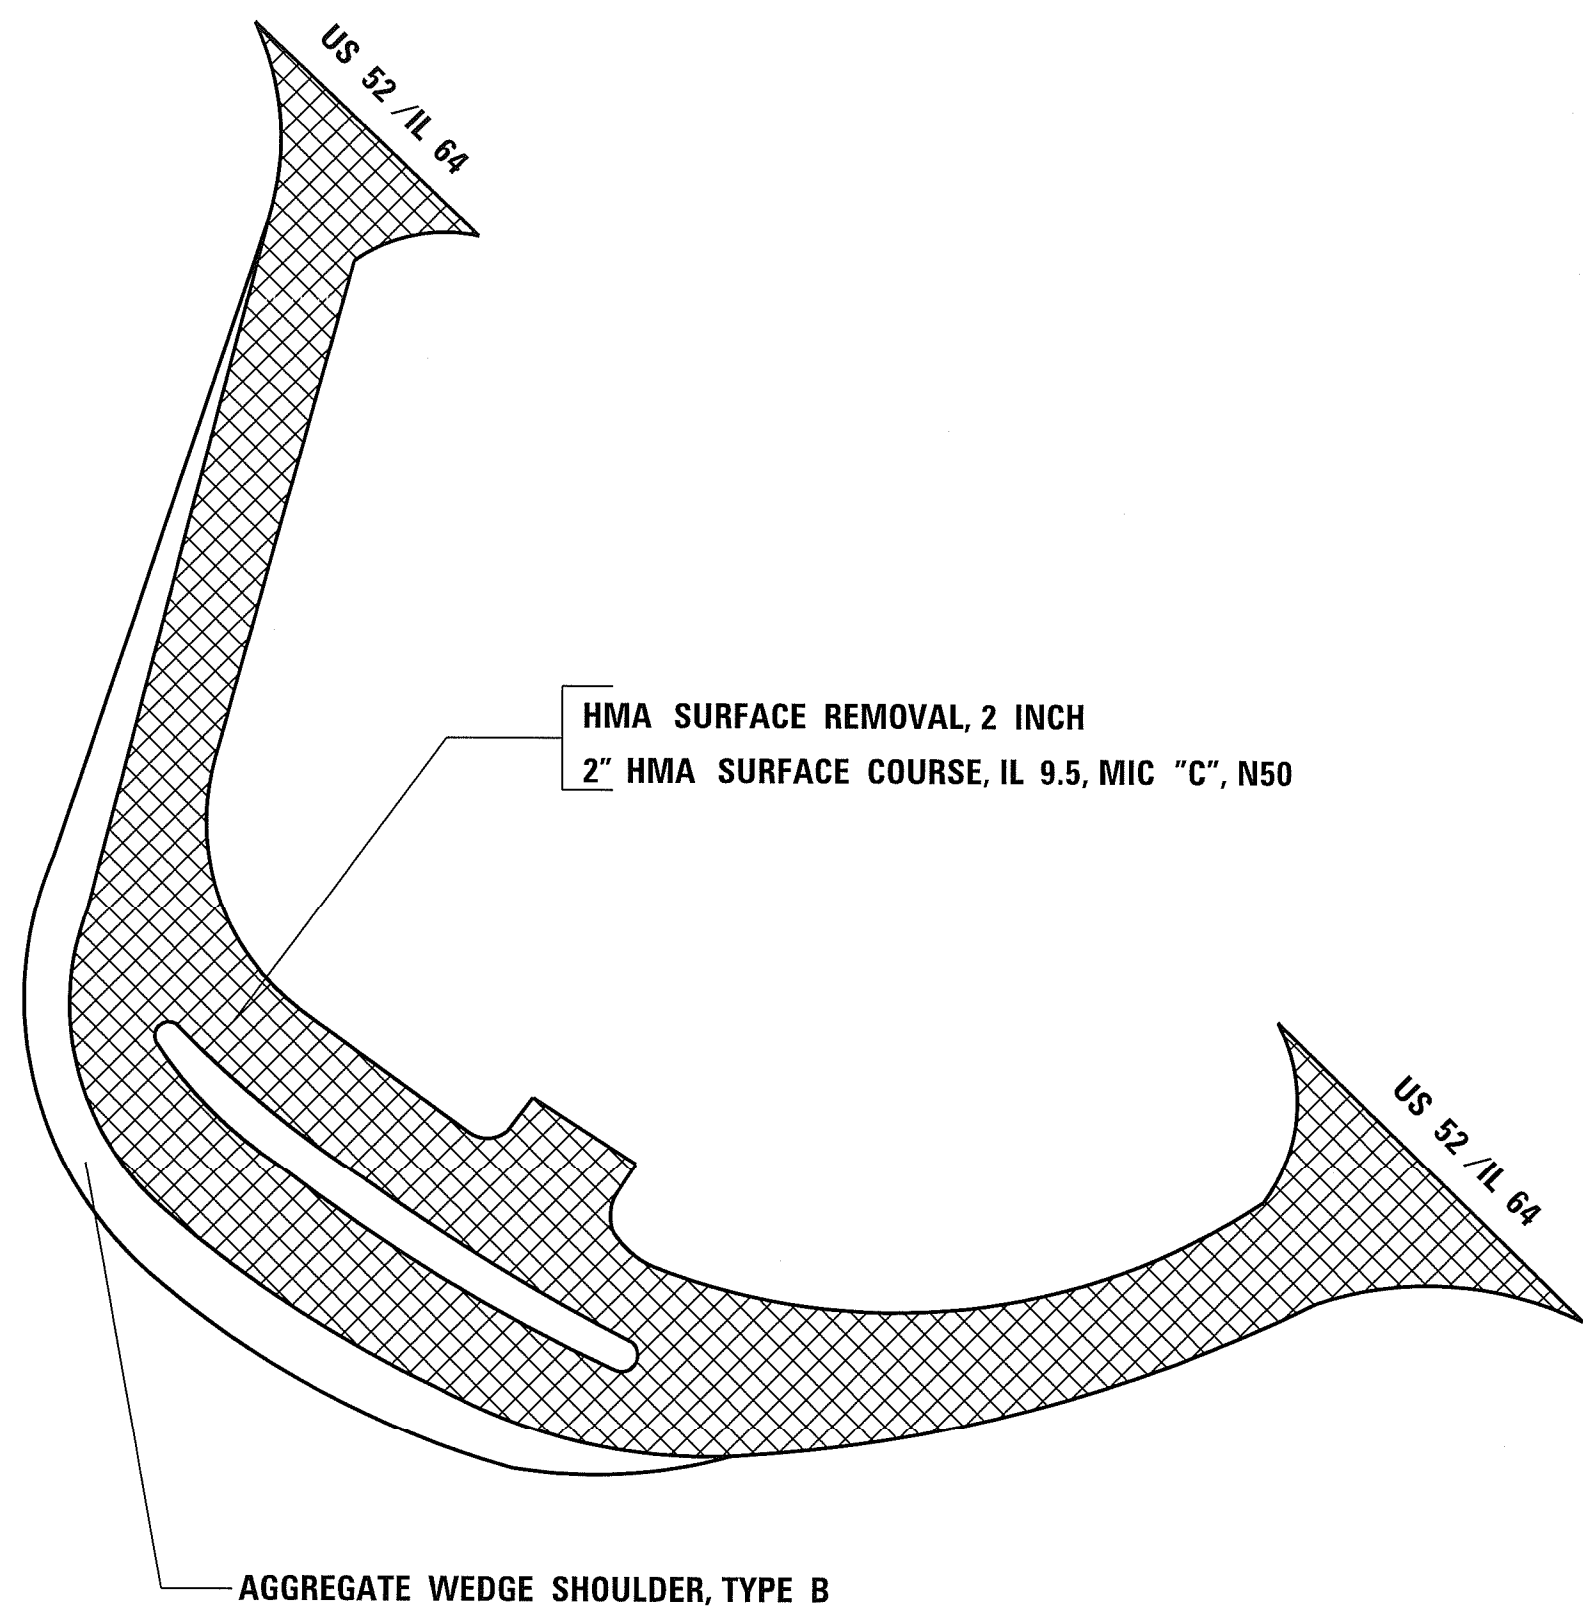 US 52 /IL 64
HMA SURFACE REMOVAL, 2 INCH
2" HMA SURFACE COURSE, IL 9.5, MIC "C", N50
US 52 /IL 64
AGGREGATE WEDGE SHOULDER, TYPE B